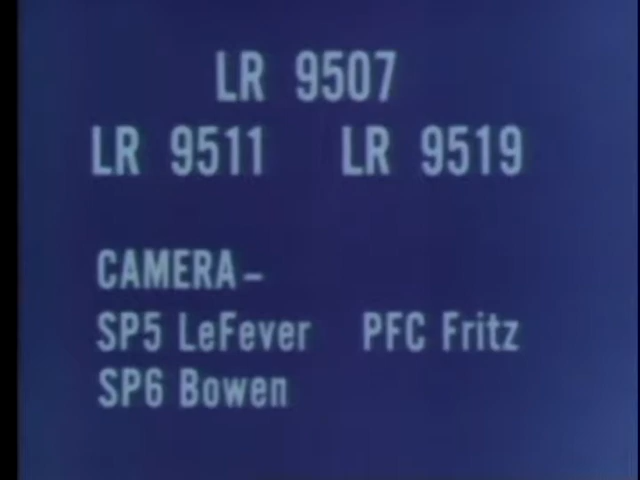 LR 9507
LR 9511 LR 9519
CAMERA–
SP5 LeFever PFC Fritz
SP6 Bowen